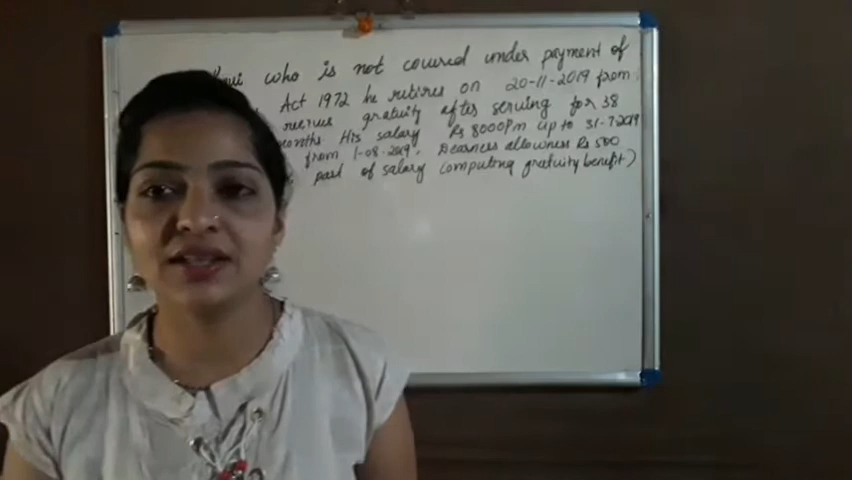 who is not covered under payment of
Act 1972 he retires on 20-11-2019 from
gratuity after serving for 38
months His salary Rs 8000Pm up to 31-7-2019
from 1-08-2019. Dearness allowness Rs 500
part of salary computing gratuity benefit)